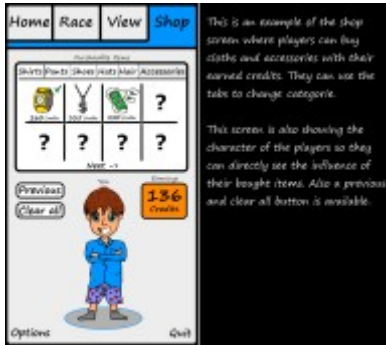 Home Race View Shop
Purchasable Items
Shirts Pants Shoes Hats Hair Accessories
? 
? ? ? ?
Next ->
Previous
Clear all
You
136
Credits
Options Quit
This is an example of the shop
screen where players can buy
cloths and accessories with their
earned credits. They can use the
tabs to change categorie.
This screen is also showing the
character of the players so they
can directly see the influence of
their bought items. Also a previous
and clear all button is available.